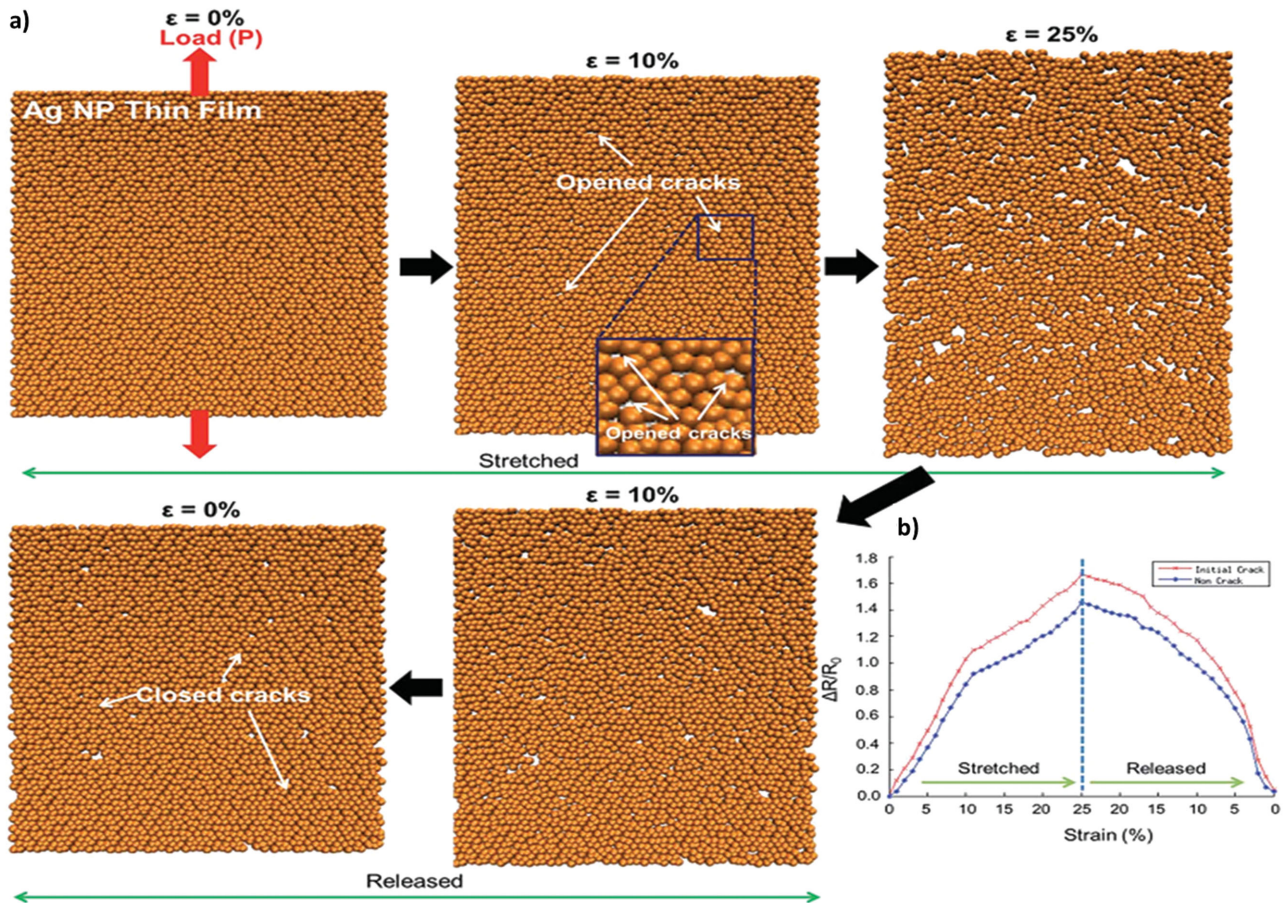 a)
ε = 0%
Load (P)
Ag NP Thin Film
ε = 10%
Opened cracks
Opened cracks
ε = 25%
Stretched
ε = 0%
Closed cracks
ε = 10%
Released
b)
1.8
1.6
1.4
1.2
1.0
0.8
0.6
0.4
0.2
0.0
ΔR/R₀
Initial Crack
Non Crack
Stretched
Released
0 5 10 15 20 25 20 15 10 5 0
Strain (%)